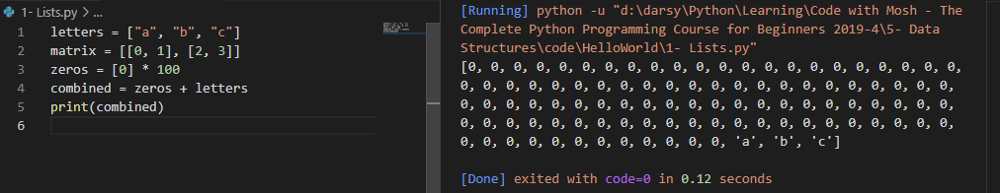 1- Lists.py > ...
1 letters = ["a", "b", "c"]
2 matrix = [[0, 1], [2, 3]]
3 zeros = [0] * 100
4 combined = zeros + letters
5 print(combined)
6
[Running] python -u "d:\darsy\Python\Learning\Code with Mosh - The
Complete Python Programming Course for Beginners 2019-4\5- Data
Structures\code\HelloWorld\1- Lists.py"
[0, 0, 0, 0, 0, 0, 0, 0, 0, 0, 0, 0, 0, 0, 0, 0, 0, 0, 0, 0, 0, 0,
0, 0, 0, 0, 0, 0, 0, 0, 0, 0, 0, 0, 0, 0, 0, 0, 0, 0, 0, 0, 0, 0,
0, 0, 0, 0, 0, 0, 0, 0, 0, 0, 0, 0, 0, 0, 0, 0, 0, 0, 0, 0, 0, 0,
0, 0, 0, 0, 0, 0, 0, 0, 0, 0, 0, 0, 0, 0, 0, 0, 0, 0, 0, 0, 0, 0,
0, 0, 0, 0, 0, 0, 0, 0, 0, 0, 0, 0, 'a', 'b', 'c']
[Done] exited with code=0 in 0.12 seconds